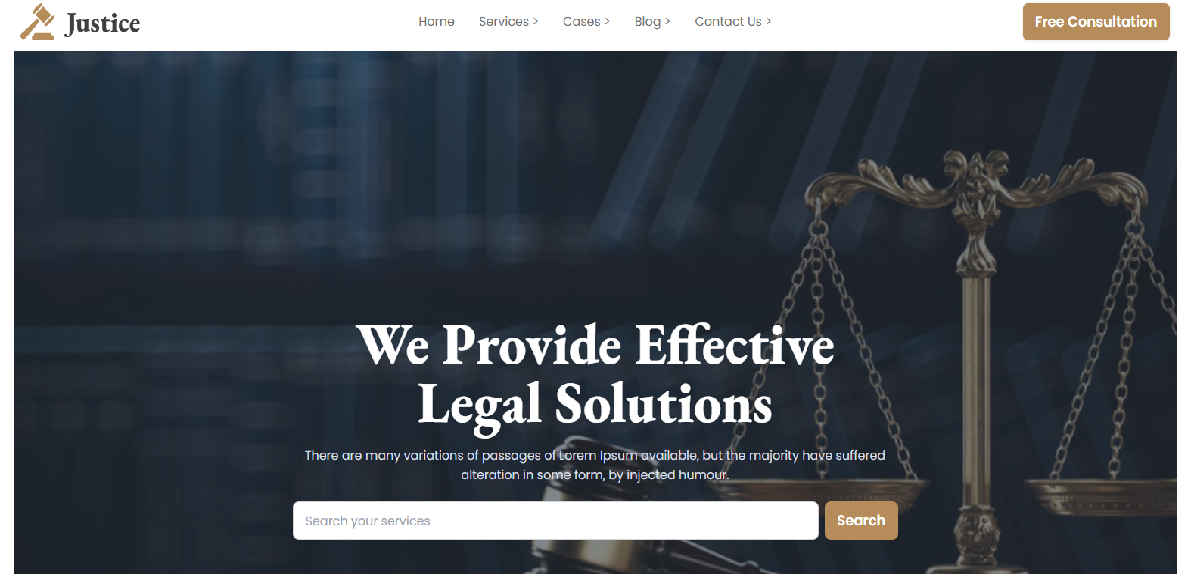 Justice
Home
Services >
Cases >
Blog >
Contact Us >
Free Consultation
We Provide Effective
Legal Solutions
There are many variations of passages of Lorem Ipsum available, but the majority have suffered
alteration in some form, by injected humour.
Search your services
Search